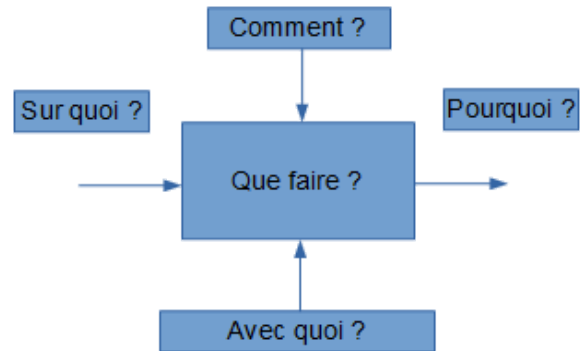 Comment ?
Sur quoi ?
Pourquoi ?
Que faire ?
Avec quoi ?